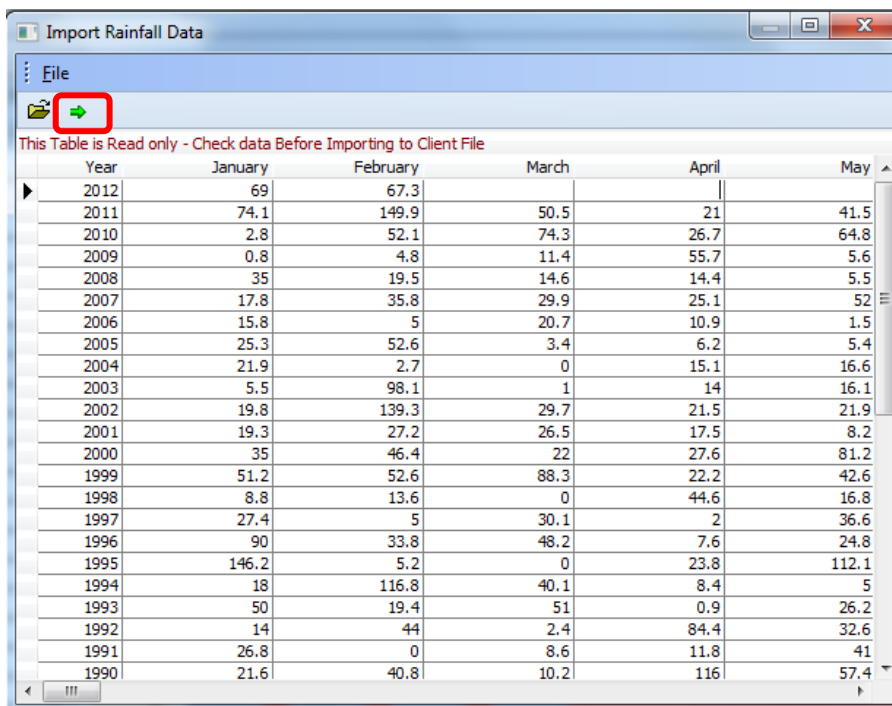 Import Rainfall Data
File
This Table is Read only - Check data Before Importing to Client File
Year January February March April May
2012 69 67.3
2011 74.1 149.9 50.5 21 41.5
2010 2.8 52.1 74.3 26.7 64.8
2009 0.8 4.8 11.4 55.7 5.6
2008 35 19.5 14.6 14.4 5.5
2007 17.8 35.8 29.9 25.1 52
2006 15.8 5 20.7 10.9 1.5
2005 25.3 52.6 3.4 6.2 5.4
2004 21.9 2.7 0 15.1 16.6
2003 5.5 98.1 1 14 16.1
2002 19.8 139.3 29.7 21.5 21.9
2001 19.3 27.2 26.5 17.5 8.2
2000 35 46.4 22 27.6 81.2
1999 51.2 52.6 88.3 22.2 42.6
1998 8.8 13.6 0 44.6 16.8
1997 27.4 5 30.1 2 36.6
1996 90 33.8 48.2 7.6 24.8
1995 146.2 5.2 0 23.8 112.1
1994 18 116.8 40.1 8.4 5
1993 50 19.4 51 0.9 26.2
1992 14 44 2.4 84.4 32.6
1991 26.8 0 8.6 11.8 41
1990 21.6 40.8 10.2 116 57.4